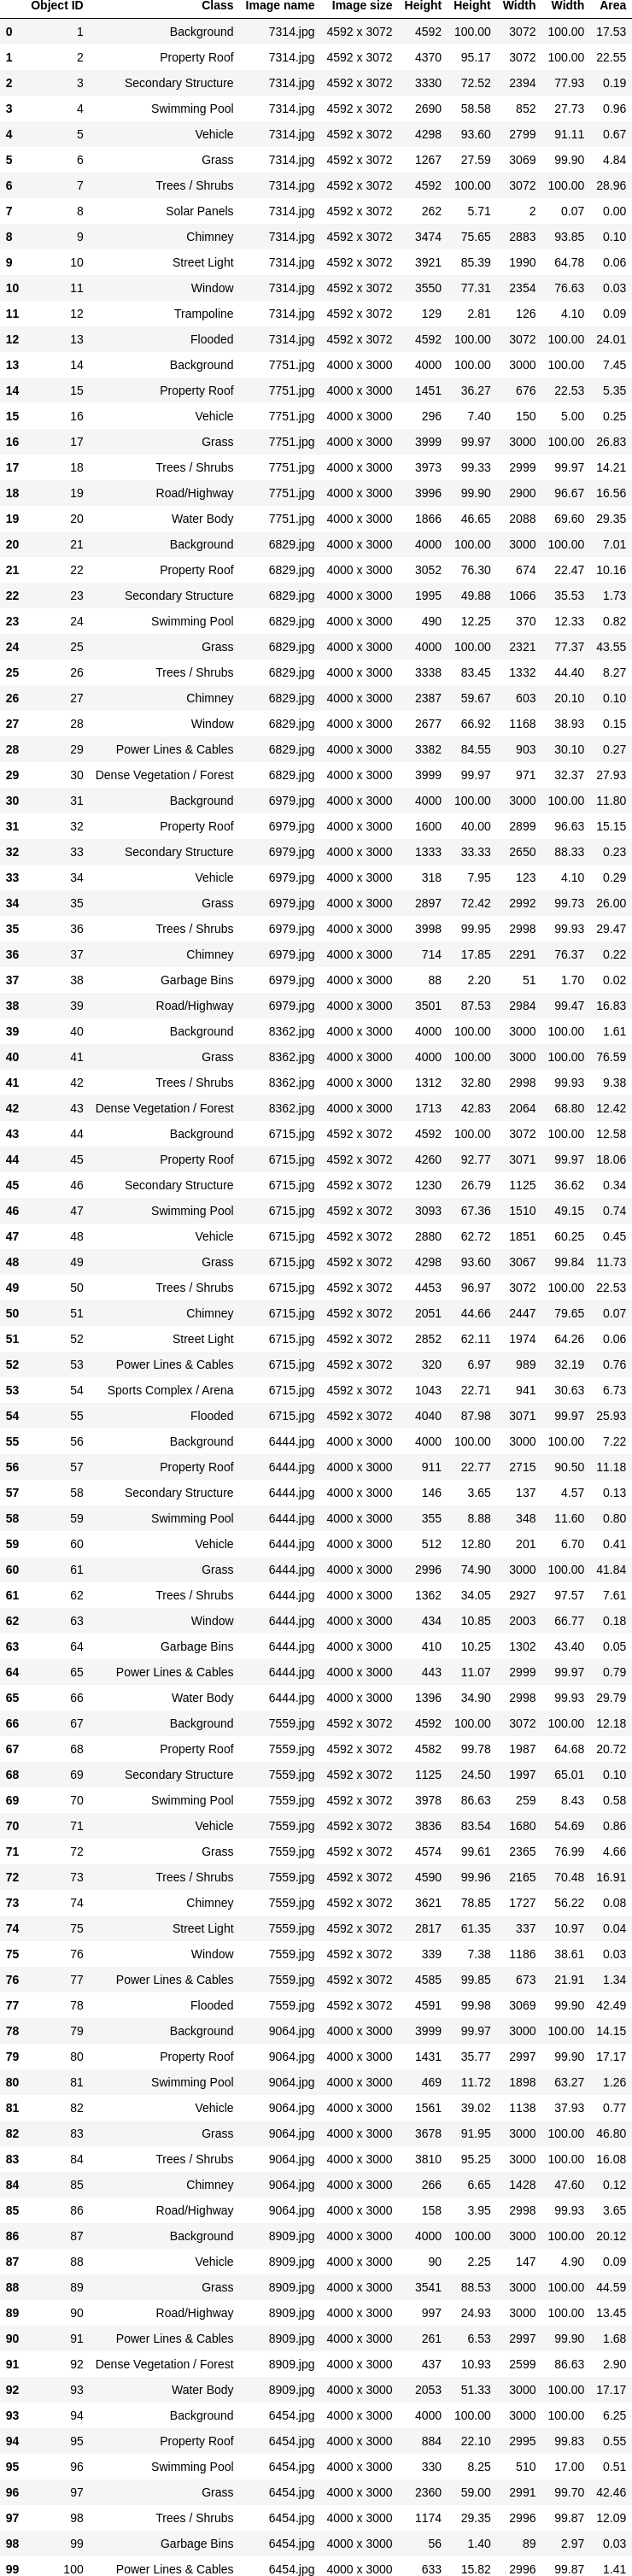 Object ID Class Image name Image size Height Height Width Width Area
0 1 Background 7314.jpg 4592 x 3072 4592 100.00 3072 100.00 17.53
1 2 Property Roof 7314.jpg 4592 x 3072 4370 95.17 3072 100.00 22.55
2 3 Secondary Structure 7314.jpg 4592 x 3072 3330 72.52 2394 77.93 0.19
3 4 Swimming Pool 7314.jpg 4592 x 3072 2690 58.58 852 27.73 0.96
4 5 Vehicle 7314.jpg 4592 x 3072 4298 93.60 2799 91.11 0.67
5 6 Grass 7314.jpg 4592 x 3072 1267 27.59 3069 99.90 4.84
6 7 Trees / Shrubs 7314.jpg 4592 x 3072 4592 100.00 3072 100.00 28.96
7 8 Solar Panels 7314.jpg 4592 x 3072 262 5.71 2 0.07 0.00
8 9 Chimney 7314.jpg 4592 x 3072 3474 75.65 2883 93.85 0.10
9 10 Street Light 7314.jpg 4592 x 3072 3921 85.39 1990 64.78 0.06
10 11 Window 7314.jpg 4592 x 3072 3550 77.31 2354 76.63 0.03
11 12 Trampoline 7314.jpg 4592 x 3072 129 2.81 126 4.10 0.09
12 13 Flooded 7314.jpg 4592 x 3072 4592 100.00 3072 100.00 24.01
13 14 Background 7751.jpg 4000 x 3000 4000 100.00 3000 100.00 7.45
14 15 Property Roof 7751.jpg 4000 x 3000 1451 36.27 676 22.53 5.35
15 16 Vehicle 7751.jpg 4000 x 3000 296 7.40 150 5.00 0.25
16 17 Grass 7751.jpg 4000 x 3000 3999 99.97 3000 100.00 26.83
17 18 Trees / Shrubs 7751.jpg 4000 x 3000 3973 99.33 2999 99.97 14.21
18 19 Road/Highway 7751.jpg 4000 x 3000 3996 99.90 2900 96.67 16.56
19 20 Water Body 7751.jpg 4000 x 3000 1866 46.65 2088 69.60 29.35
20 21 Background 6829.jpg 4000 x 3000 4000 100.00 3000 100.00 7.01
21 22 Property Roof 6829.jpg 4000 x 3000 3052 76.30 674 22.47 10.16
22 23 Secondary Structure 6829.jpg 4000 x 3000 1995 49.88 1066 35.53 1.73
23 24 Swimming Pool 6829.jpg 4000 x 3000 490 12.25 370 12.33 0.82
24 25 Grass 6829.jpg 4000 x 3000 4000 100.00 2321 77.37 43.55
25 26 Trees / Shrubs 6829.jpg 4000 x 3000 3338 83.45 1332 44.40 8.27
26 27 Chimney 6829.jpg 4000 x 3000 2387 59.67 603 20.10 0.10
27 28 Window 6829.jpg 4000 x 3000 2677 66.92 1168 38.93 0.15
28 29 Power Lines & Cables 6829.jpg 4000 x 3000 3382 84.55 903 30.10 0.27
29 30 Dense Vegetation / Forest 6829.jpg 4000 x 3000 3999 99.97 971 32.37 27.93
30 31 Background 6979.jpg 4000 x 3000 4000 100.00 3000 100.00 11.80
31 32 Property Roof 6979.jpg 4000 x 3000 1600 40.00 2899 96.63 15.15
32 33 Secondary Structure 6979.jpg 4000 x 3000 1333 33.33 2650 88.33 0.23
33 34 Vehicle 6979.jpg 4000 x 3000 318 7.95 123 4.10 0.29
34 35 Grass 6979.jpg 4000 x 3000 2897 72.42 2992 99.73 26.00
35 36 Trees / Shrubs 6979.jpg 4000 x 3000 3998 99.95 2998 99.93 29.47
36 37 Chimney 6979.jpg 4000 x 3000 714 17.85 2291 76.37 0.22
37 38 Garbage Bins 6979.jpg 4000 x 3000 88 2.20 51 1.70 0.02
38 39 Road/Highway 6979.jpg 4000 x 3000 3501 87.53 2984 99.47 16.83
39 40 Background 8362.jpg 4000 x 3000 4000 100.00 3000 100.00 1.61
40 41 Grass 8362.jpg 4000 x 3000 4000 100.00 3000 100.00 76.59
41 42 Trees / Shrubs 8362.jpg 4000 x 3000 1312 32.80 2998 99.93 9.38
42 43 Dense Vegetation / Forest 8362.jpg 4000 x 3000 1713 42.83 2064 68.80 12.42
43 44 Background 6715.jpg 4592 x 3072 4592 100.00 3072 100.00 12.58
44 45 Property Roof 6715.jpg 4592 x 3072 4260 92.77 3071 99.97 18.06
45 46 Secondary Structure 6715.jpg 4592 x 3072 1230 26.79 1125 36.62 0.34
46 47 Swimming Pool 6715.jpg 4592 x 3072 3093 67.36 1510 49.15 0.74
47 48 Vehicle 6715.jpg 4592 x 3072 2880 62.72 1851 60.25 0.45
48 49 Grass 6715.jpg 4592 x 3072 4298 93.60 3067 99.84 11.73
49 50 Trees / Shrubs 6715.jpg 4592 x 3072 4453 96.97 3072 100.00 22.53
50 51 Chimney 6715.jpg 4592 x 3072 2051 44.66 2447 79.65 0.07
51 52 Street Light 6715.jpg 4592 x 3072 2852 62.11 1974 64.26 0.06
52 53 Power Lines & Cables 6715.jpg 4592 x 3072 320 6.97 989 32.19 0.76
53 54 Sports Complex / Arena 6715.jpg 4592 x 3072 1043 22.71 941 30.63 6.73
54 55 Flooded 6715.jpg 4592 x 3072 4040 87.98 3071 99.97 25.93
55 56 Background 6444.jpg 4000 x 3000 4000 100.00 3000 100.00 7.22
56 57 Property Roof 6444.jpg 4000 x 3000 911 22.77 2715 90.50 11.18
57 58 Secondary Structure 6444.jpg 4000 x 3000 146 3.65 137 4.57 0.13
58 59 Swimming Pool 6444.jpg 4000 x 3000 355 8.88 348 11.60 0.80
59 60 Vehicle 6444.jpg 4000 x 3000 512 12.80 201 6.70 0.41
60 61 Grass 6444.jpg 4000 x 3000 2996 74.90 3000 100.00 41.84
61 62 Trees / Shrubs 6444.jpg 4000 x 3000 1362 34.05 2927 97.57 7.61
62 63 Window 6444.jpg 4000 x 3000 434 10.85 2003 66.77 0.18
63 64 Garbage Bins 6444.jpg 4000 x 3000 410 10.25 1302 43.40 0.05
64 65 Power Lines & Cables 6444.jpg 4000 x 3000 443 11.07 2999 99.97 0.79
65 66 Water Body 6444.jpg 4000 x 3000 1396 34.90 2998 99.93 29.79
66 67 Background 7559.jpg 4592 x 3072 4592 100.00 3072 100.00 12.18
67 68 Property Roof 7559.jpg 4592 x 3072 4582 99.78 1987 64.68 20.72
68 69 Secondary Structure 7559.jpg 4592 x 3072 1125 24.50 1997 65.01 0.10
69 70 Swimming Pool 7559.jpg 4592 x 3072 3978 86.63 259 8.43 0.58
70 71 Vehicle 7559.jpg 4592 x 3072 3836 83.54 1680 54.69 0.86
71 72 Grass 7559.jpg 4592 x 3072 4574 99.61 2365 76.99 4.66
72 73 Trees / Shrubs 7559.jpg 4592 x 3072 4590 99.96 2165 70.48 16.91
73 74 Chimney 7559.jpg 4592 x 3072 3621 78.85 1727 56.22 0.08
74 75 Street Light 7559.jpg 4592 x 3072 2817 61.35 337 10.97 0.04
75 76 Window 7559.jpg 4592 x 3072 339 7.38 1186 38.61 0.03
76 77 Power Lines & Cables 7559.jpg 4592 x 3072 4585 99.85 673 21.91 1.34
77 78 Flooded 7559.jpg 4592 x 3072 4591 99.98 3069 99.90 42.49
78 79 Background 9064.jpg 4000 x 3000 3999 99.97 3000 100.00 14.15
79 80 Property Roof 9064.jpg 4000 x 3000 1431 35.77 2997 99.90 17.17
80 81 Swimming Pool 9064.jpg 4000 x 3000 469 11.72 1898 63.27 1.26
81 82 Vehicle 9064.jpg 4000 x 3000 1561 39.02 1138 37.93 0.77
82 83 Grass 9064.jpg 4000 x 3000 3678 91.95 3000 100.00 46.80
83 84 Trees / Shrubs 9064.jpg 4000 x 3000 3810 95.25 3000 100.00 16.08
84 85 Chimney 9064.jpg 4000 x 3000 266 6.65 1428 47.60 0.12
85 86 Road/Highway 9064.jpg 4000 x 3000 158 3.95 2998 99.93 3.65
86 87 Background 8909.jpg 4000 x 3000 4000 100.00 3000 100.00 20.12
87 88 Vehicle 8909.jpg 4000 x 3000 90 2.25 147 4.90 0.09
88 89 Grass 8909.jpg 4000 x 3000 3541 88.53 3000 100.00 44.59
89 90 Road/Highway 8909.jpg 4000 x 3000 997 24.93 3000 100.00 13.45
90 91 Power Lines & Cables 8909.jpg 4000 x 3000 261 6.53 2997 99.90 1.68
91 92 Dense Vegetation / Forest 8909.jpg 4000 x 3000 437 10.93 2599 86.63 2.90
92 93 Water Body 8909.jpg 4000 x 3000 2053 51.33 3000 100.00 17.17
93 94 Background 6454.jpg 4000 x 3000 4000 100.00 3000 100.00 6.25
94 95 Property Roof 6454.jpg 4000 x 3000 884 22.10 2995 99.83 0.55
95 96 Swimming Pool 6454.jpg 4000 x 3000 330 8.25 510 17.00 0.51
96 97 Grass 6454.jpg 4000 x 3000 2360 59.00 2991 99.70 42.46
97 98 Trees / Shrubs 6454.jpg 4000 x 3000 1174 29.35 2996 99.87 12.09
98 99 Garbage Bins 6454.jpg 4000 x 3000 56 1.40 89 2.97 0.03
99 100 Power Lines & Cables 6454.jpg 4000 x 3000 633 15.82 2996 99.87 1.41